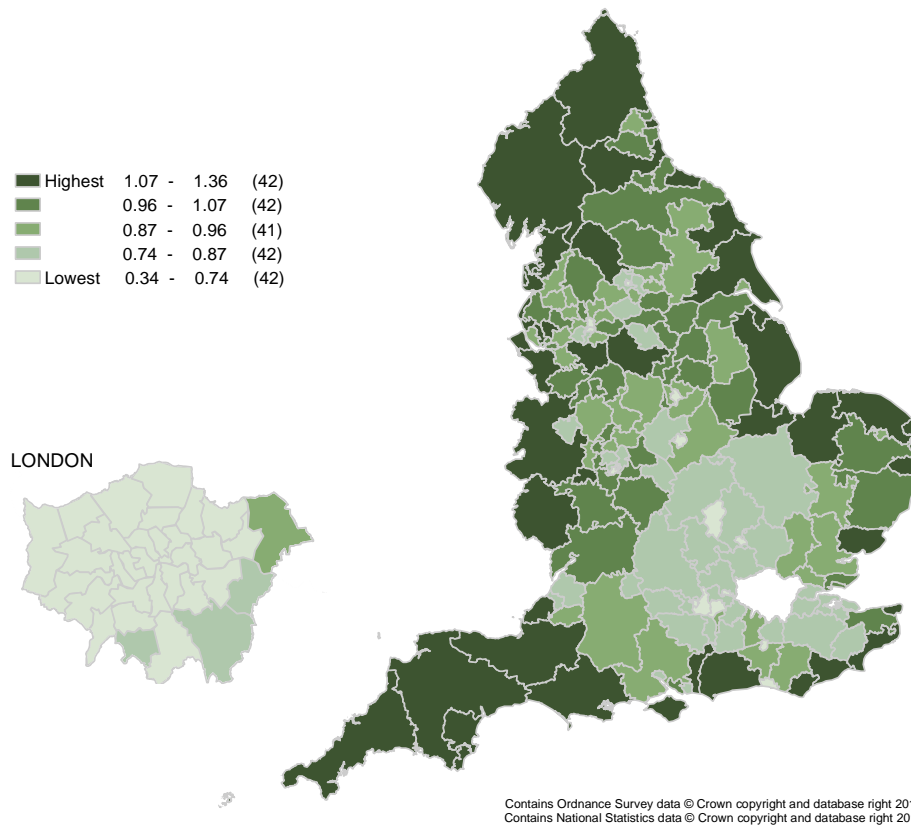 Highest 1.07 - 1.36 (42)
0.96 - 1.07 (42)
0.87 - 0.96 (41)
0.74 - 0.87 (42)
Lowest 0.34 - 0.74 (42)
LONDON
Contains Ordnance Survey data © Crown copyright and database right
Contains National Statistics data © Crown copyright and database right